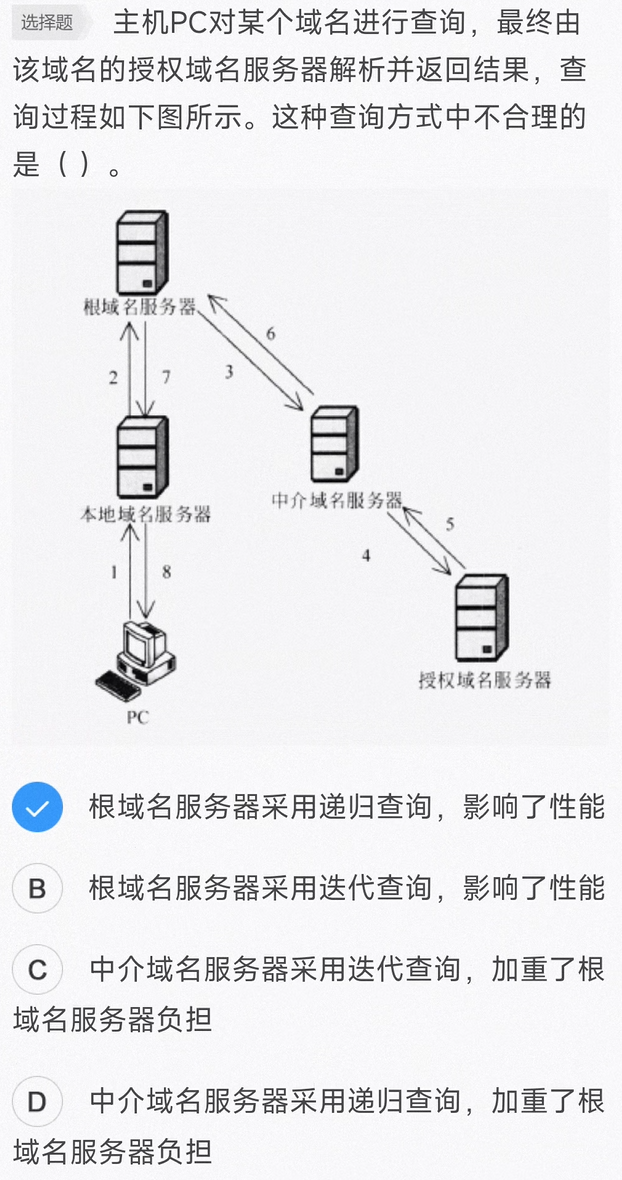 选择题 主机PC对某个域名进行查询，最终由
该域名的授权域名服务器解析并返回结果，查
询过程如下图所示。这种查询方式中不合理的
是（ ）。
根域名服务器
6
3
2 7
中介域名服务器
本地域名服务器
5
4
1 8
授权域名服务器
PC
根域名服务器采用递归查询，影响了性能
B 根域名服务器采用迭代查询，影响了性能
C 中介域名服务器采用迭代查询，加重了根
域名服务器负担
D 中介域名服务器采用递归查询，加重了根
域名服务器负担